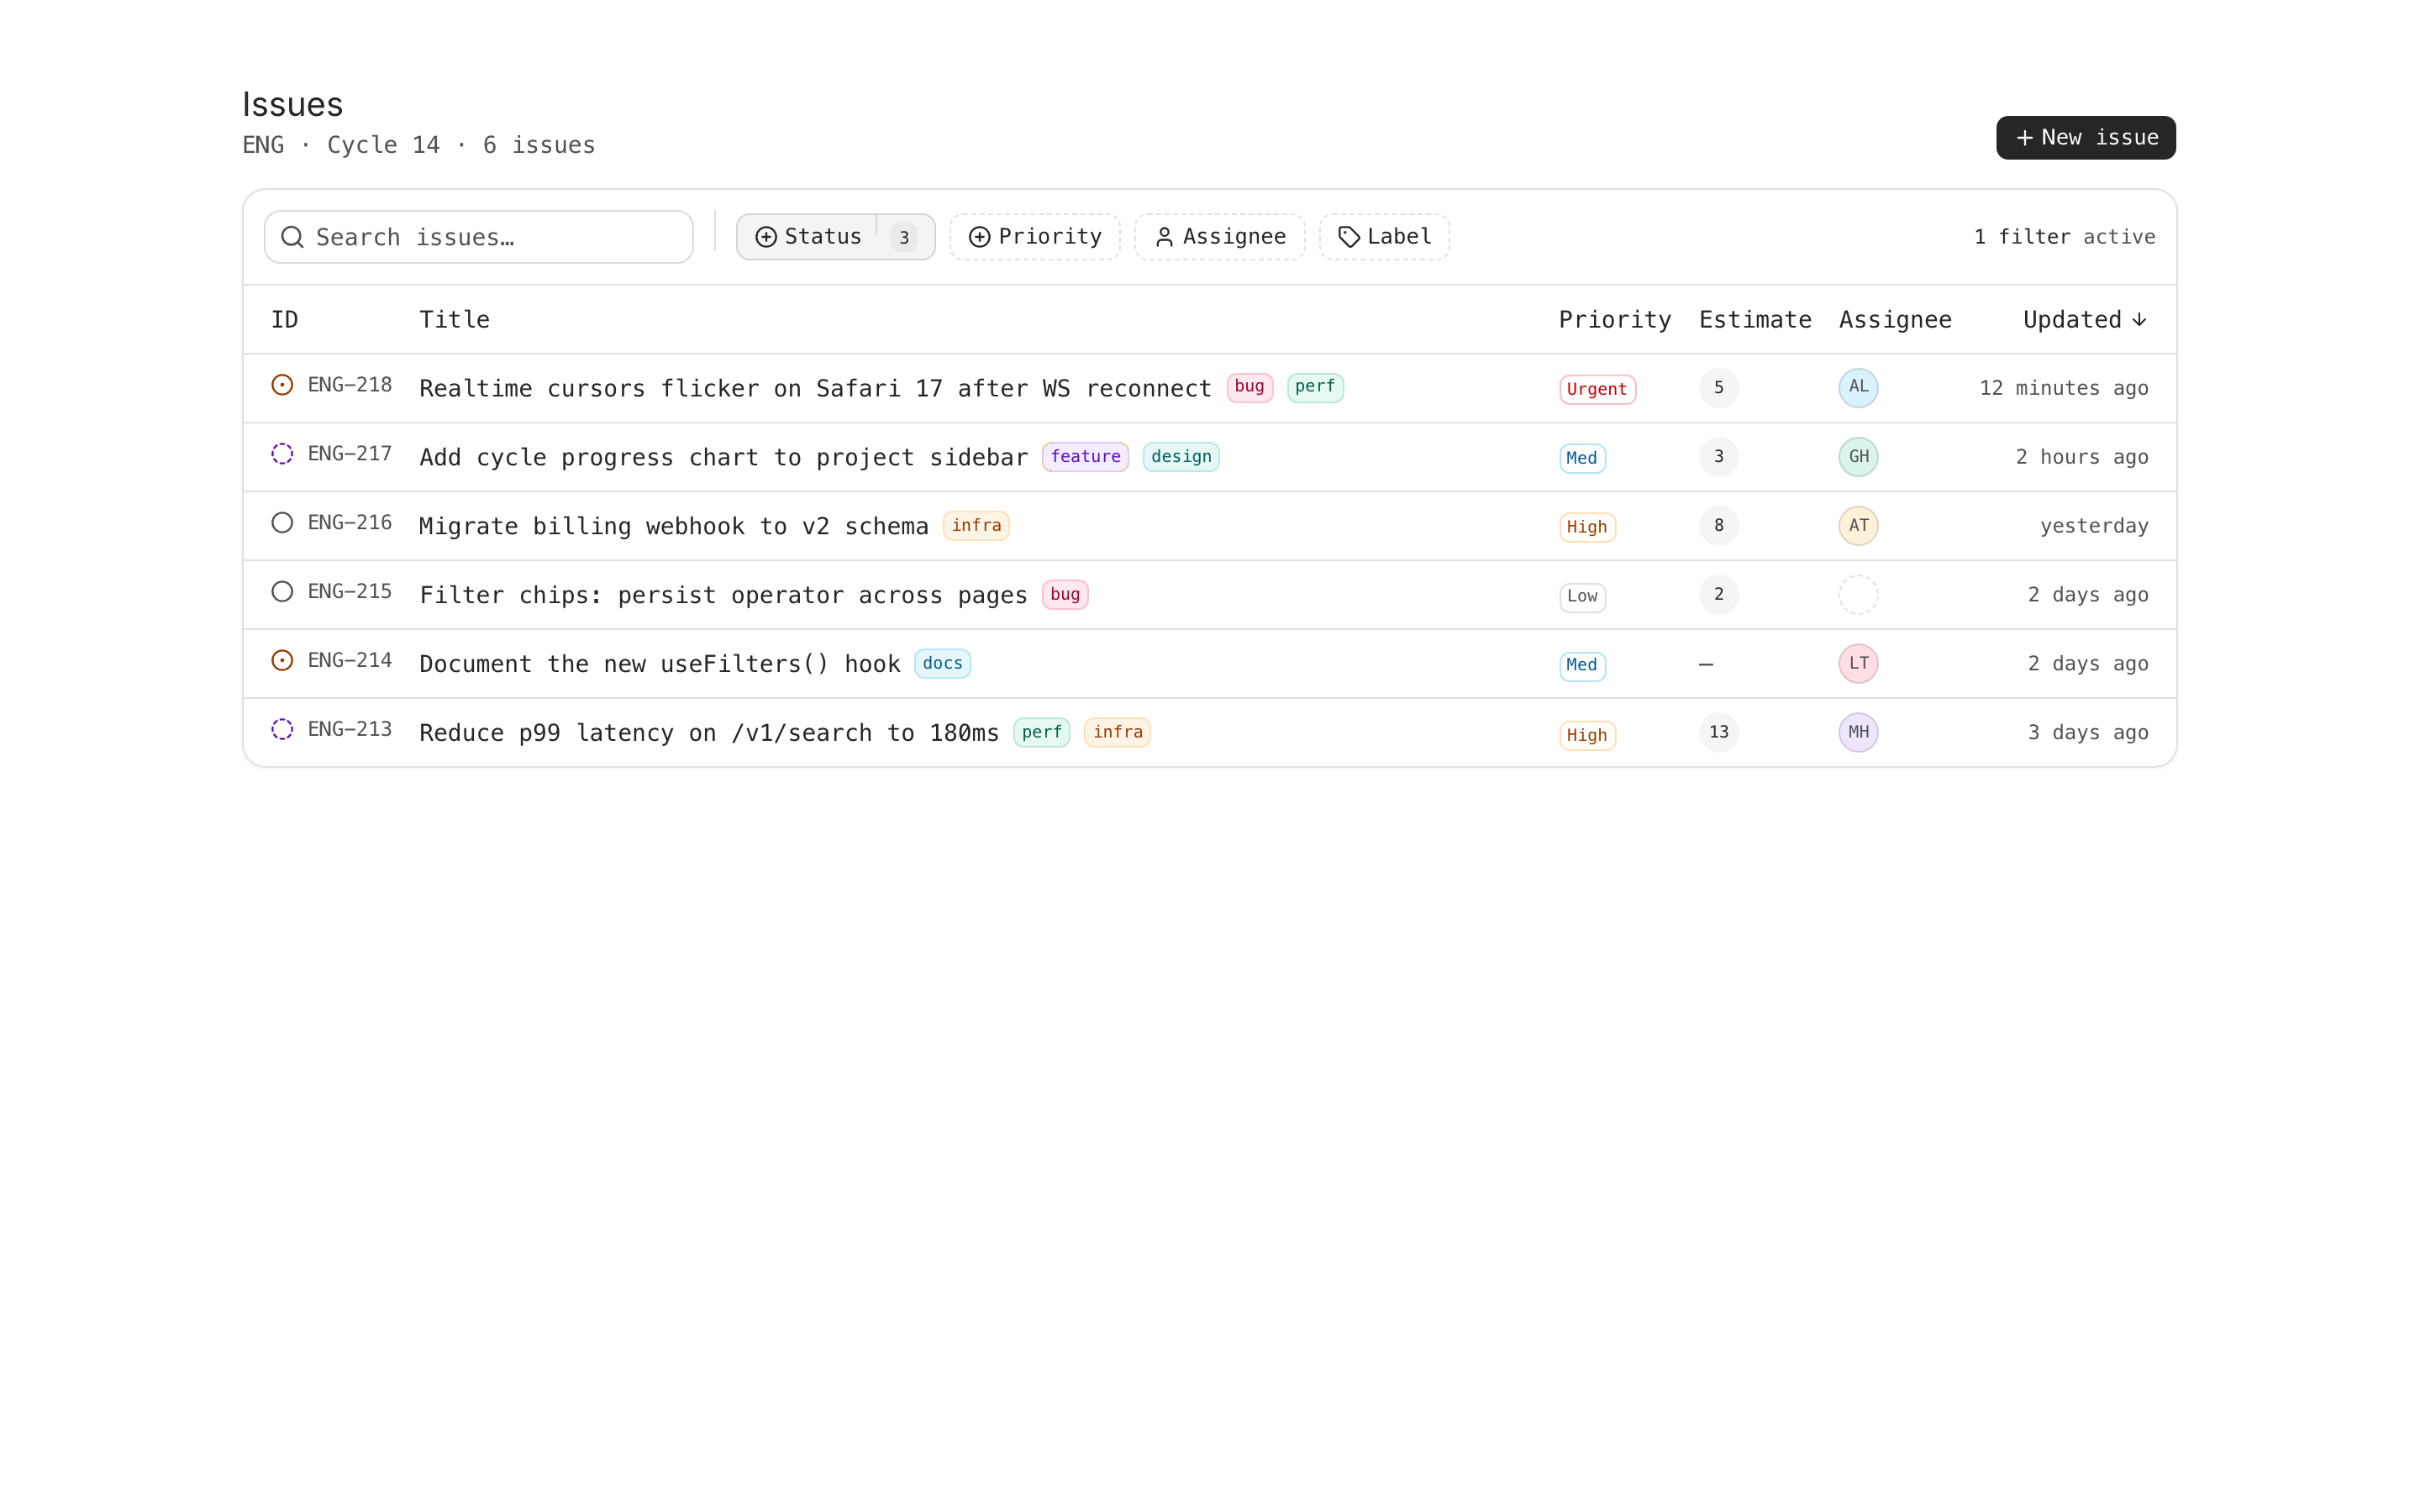 Issues
ENG · Cycle 14 · 6 issues
New issue
Search issues…
Status 3
Priority
Assignee
Label
1 filter active
ID Title Priority Estimate Assignee Updated
ENG-218 Realtime cursors flicker on Safari 17 after WS reconnect bug perf Urgent 5 AL 12 minutes ago
ENG-217 Add cycle progress chart to project sidebar feature design Med 3 GH 2 hours ago
ENG-216 Migrate billing webhook to v2 schema infra High 8 AT yesterday
ENG-215 Filter chips: persist operator across pages bug Low 2 2 days ago
ENG-214 Document the new useFilters() hook docs Med — LT 2 days ago
ENG-213 Reduce p99 latency on /v1/search to 180ms perf infra High 13 MH 3 days ago